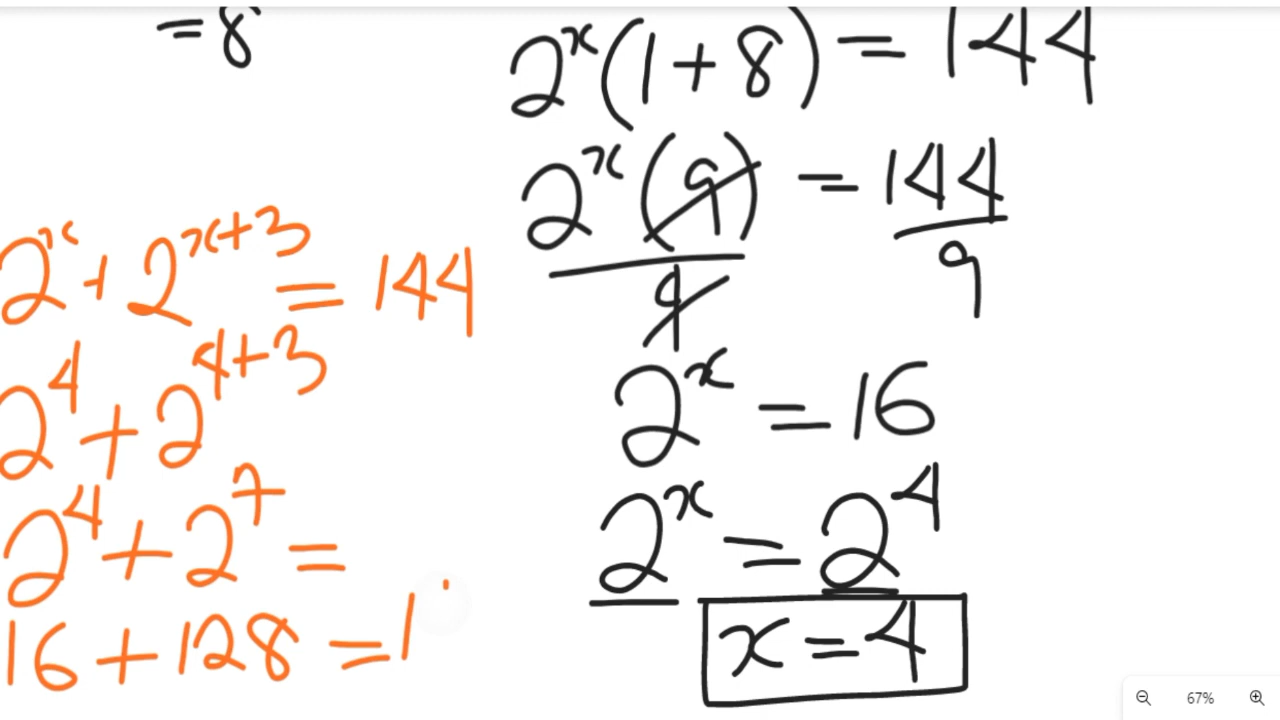 = 8
2^x (1 + 8) = 144
2^x (9) / 9 = 144 / 9
2^x = 16
2^x = 2^4
x = 4
2^x + 2^{x+3} = 144
2^4 + 2^{4+3}
2^4 + 2^7 =
16 + 128 = 1
67%